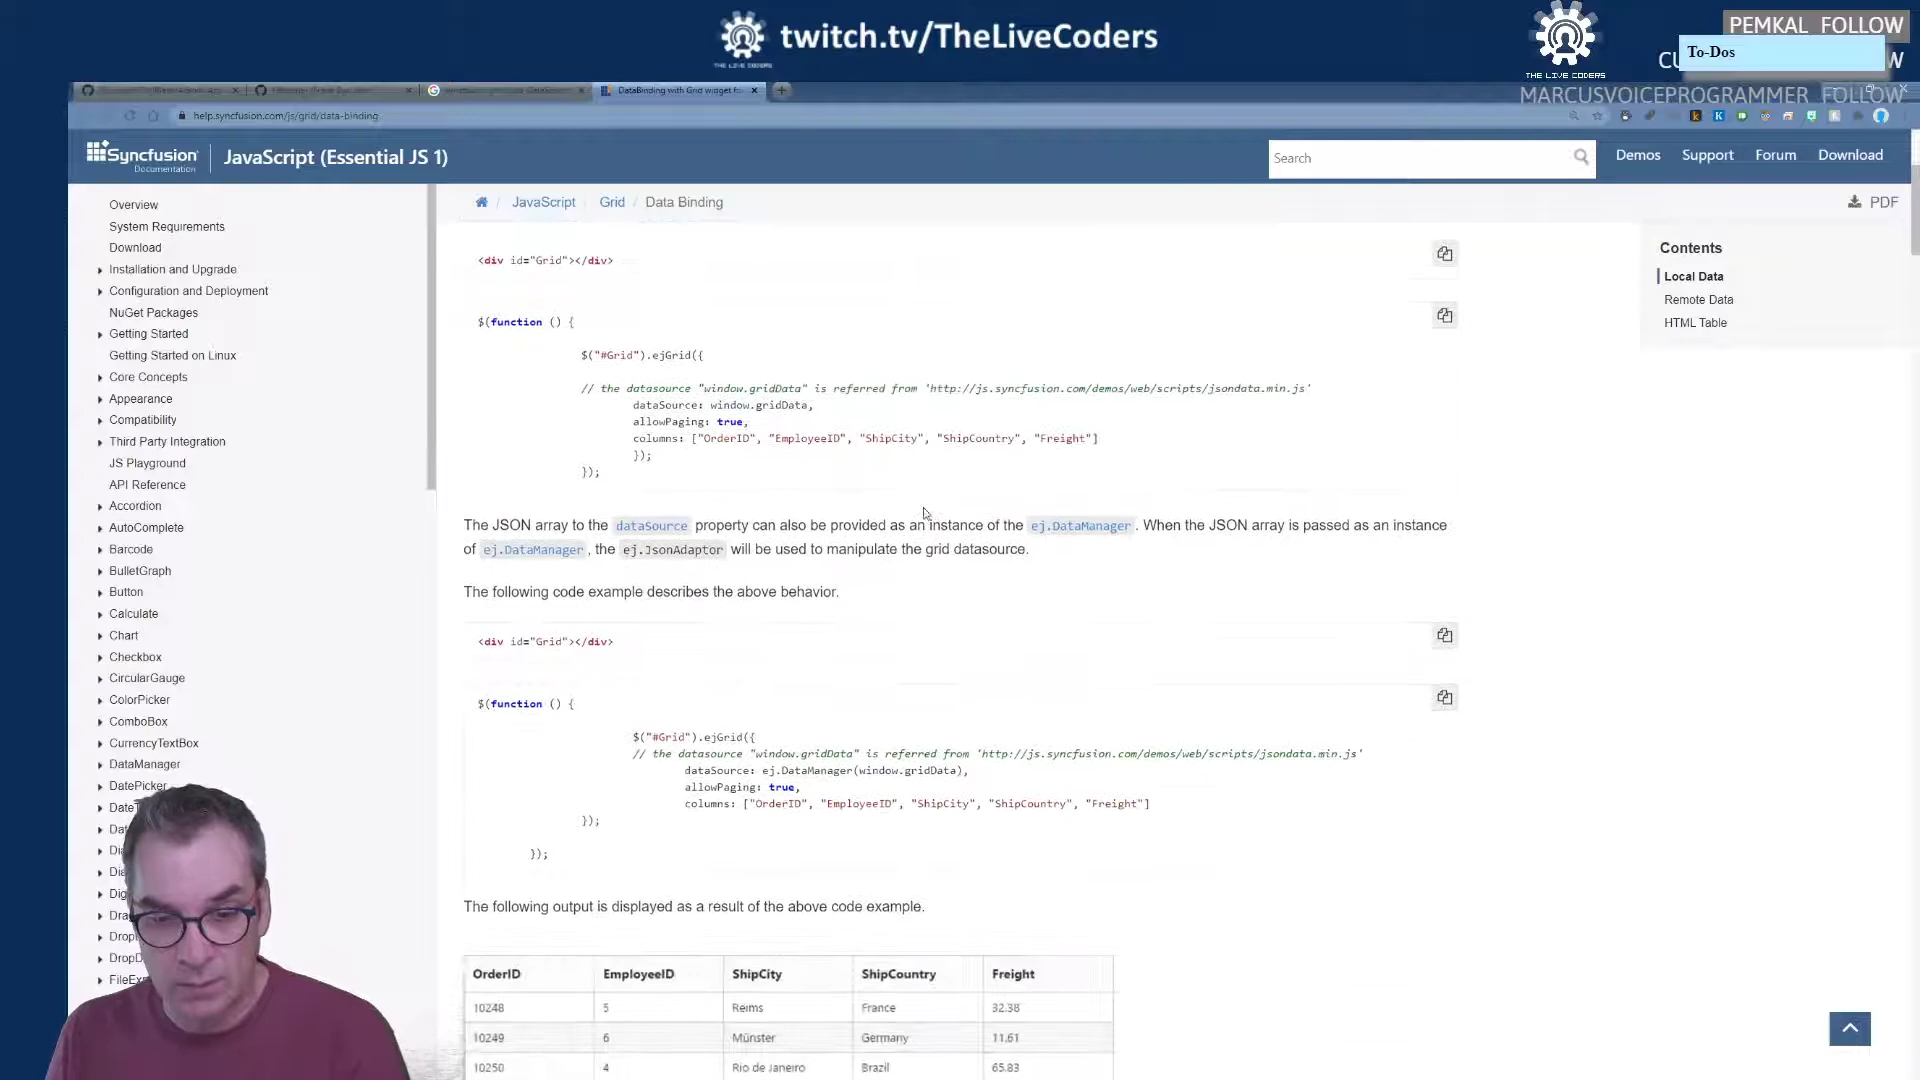 twitch.tv/TheLiveCoders
THE LIVE CODERS
THE LIVE CODERS
PEMKAL FOLLOW
To-Dos
MARCUSVOICEPROGRAMMER FOLLOW
DataBinding with Grid widget fo
help.syncfusion.com/js/grid/data-binding
Syncfusion
Documentation
JavaScript (Essential JS 1)
Search
Demos
Support
Forum
Download
JavaScript / Grid / Data Binding
PDF
Overview
System Requirements
Download
Installation and Upgrade
Configuration and Deployment
NuGet Packages
Getting Started
Getting Started on Linux
Core Concepts
Appearance
Compatibility
Third Party Integration
JS Playground
API Reference
Accordion
AutoComplete
Barcode
BulletGraph
Button
Calculate
Chart
Checkbox
CircularGauge
ColorPicker
ComboBox
CurrencyTextBox
DataManager
DatePicker
Contents
Local Data
Remote Data
HTML Table
<div id="Grid"></div>
$(function () {
$("#Grid").ejGrid({
// the datasource "window.gridData" is referred from 'http://js.syncfusion.com/demos/web/scripts/jsondata.min.js'
dataSource: window.gridData,
allowPaging: true,
columns: ["OrderID", "EmployeeID", "ShipCity", "ShipCountry", "Freight"]
});
});
The JSON array to the dataSource property can also be provided as an instance of the ej.DataManager. When the JSON array is passed as an instance
of ej.DataManager, the ej.JsonAdaptor will be used to manipulate the grid datasource.
The following code example describes the above behavior.
<div id="Grid"></div>
$(function () {
$("#Grid").ejGrid({
// the datasource "window.gridData" is referred from 'http://js.syncfusion.com/demos/web/scripts/jsondata.min.js'
dataSource: ej.DataManager(window.gridData),
allowPaging: true,
columns: ["OrderID", "EmployeeID", "ShipCity", "ShipCountry", "Freight"]
});
});
The following output is displayed as a result of the above code example.
OrderID EmployeeID ShipCity ShipCountry Freight
10248 5 Reims France 32.38
10249 6 Münster Germany 11.61
10250 4 Rio de Janeiro Brazil 65.83